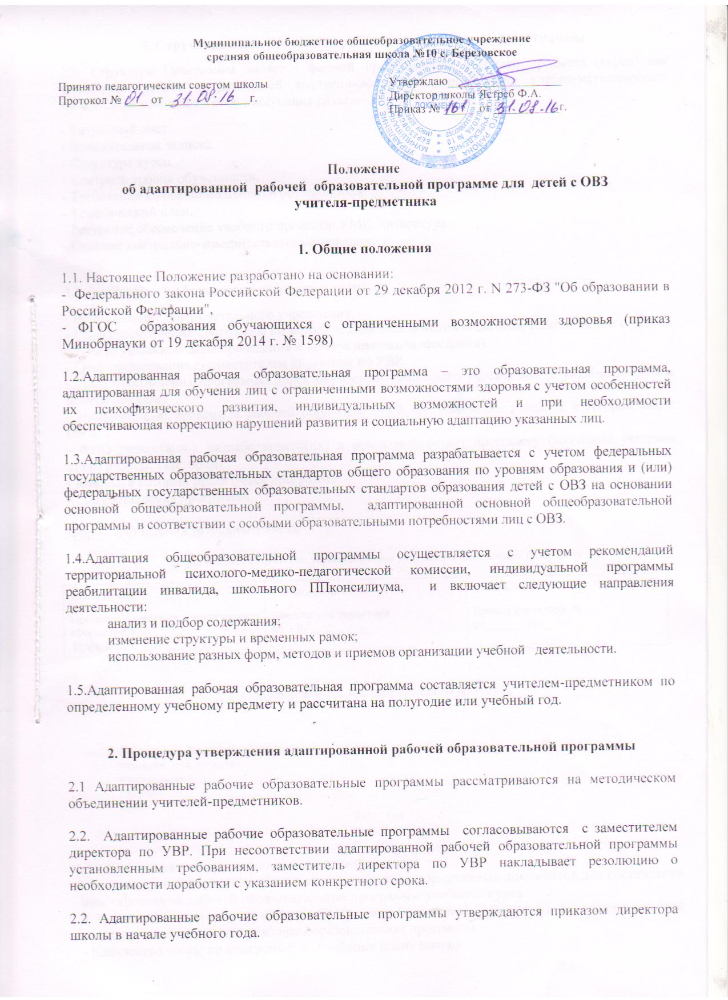 Муниципальное бюджетное общеобразовательное учреждение
средняя общеобразовательная школа №10 с. Березовское
Принято педагогическим советом школы
Протокол № 01 от 31.08.16 г.
Утверждаю
Директор школы Ястреб Ф.А.
Приказ № 161 от 31.08.16 г.
ДЛЯ ДОКУМЕНТОВ
Положение
об адаптированной рабочей образовательной программе для детей с ОВЗ
учителя-предметника
1. Общие положения
1.1. Настоящее Положение разработано на основании:
- Федерального закона Российской Федерации от 29 декабря 2012 г. N 273-ФЗ "Об образовании в
Российской Федерации",
- ФГОС образования обучающихся с ограниченными возможностями здоровья (приказ
Минобрнауки от 19 декабря 2014 г. № 1598)
1.2.Адаптированная рабочая образовательная программа – это образовательная программа,
адаптированная для обучения лиц с ограниченными возможностями здоровья с учетом особенностей
их психофизического развития, индивидуальных возможностей и при необходимости
обеспечивающая коррекцию нарушений развития и социальную адаптацию указанных лиц.
1.3.Адаптированная рабочая образовательная программа разрабатывается с учетом федеральных
государственных образовательных стандартов общего образования по уровням образования и (или)
федеральных государственных образовательных стандартов образования детей с ОВЗ на основании
основной общеобразовательной программы, адаптированной основной общеобразовательной
программы в соответствии с особыми образовательными потребностями лиц с ОВЗ.
1.4.Адаптация общеобразовательной программы осуществляется с учетом рекомендаций
территориальной психолого-медико-педагогической комиссии, индивидуальной программы
реабилитации инвалида, школьного ППконсилиума, и включает следующие направления
деятельности:
анализ и подбор содержания;
изменение структуры и временных рамок;
использование разных форм, методов и приемов организации учебной деятельности.
1.5.Адаптированная рабочая образовательная программа составляется учителем-предметником по
определенному учебному предмету и рассчитана на полугодие или учебный год.
2. Процедура утверждения адаптированной рабочей образовательной программы
2.1 Адаптированные рабочие образовательные программы рассматриваются на методическом
объединении учителей-предметников.
2.2. Адаптированные рабочие образовательные программы согласовываются с заместителем
директора по УВР. При несоответствии адаптированной рабочей образовательной программы
установленным требованиям, заместитель директора по УВР накладывает резолюцию о
необходимости доработки с указанием конкретного срока.
2.2. Адаптированные рабочие образовательные программы утверждаются приказом директора
школы в начале учебного года.